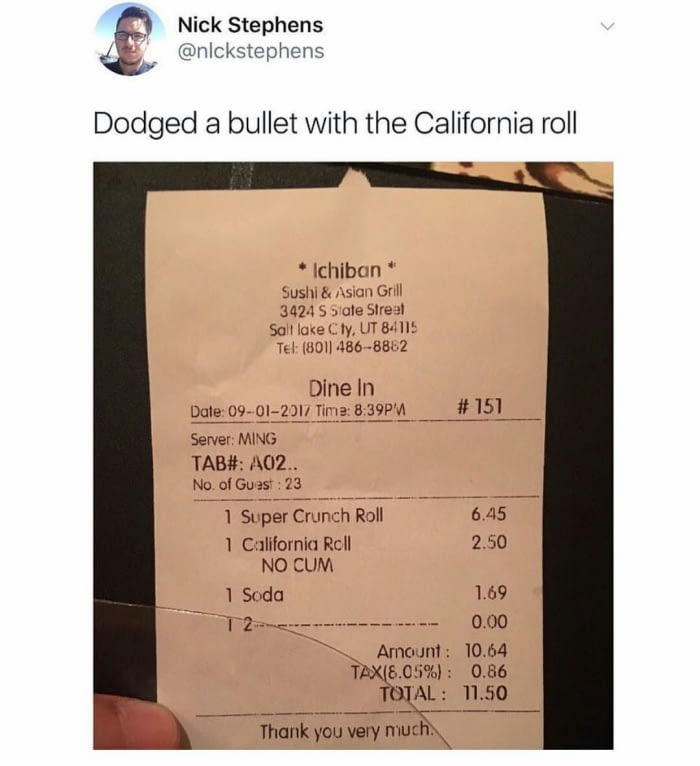 Nick Stephens
@nlckstephens
Dodged a bullet with the California roll
* Ichiban *
Sushi & Asian Grill
3424 S State Street
Salt lake City, UT 84115
Tel: (801) 486-8882
Dine In
Date: 09-01-2017 Time: 8:39PM # 151
Server: MING
TAB#: A02..
No. of Guest : 23
1 Super Crunch Roll 6.45
1 California Roll 2.50
NO CUM
1 Soda 1.69
1 2---------------------- 0.00
Amount : 10.64
TAX(8.05%) : 0.86
TOTAL : 11.50
Thank you very much.